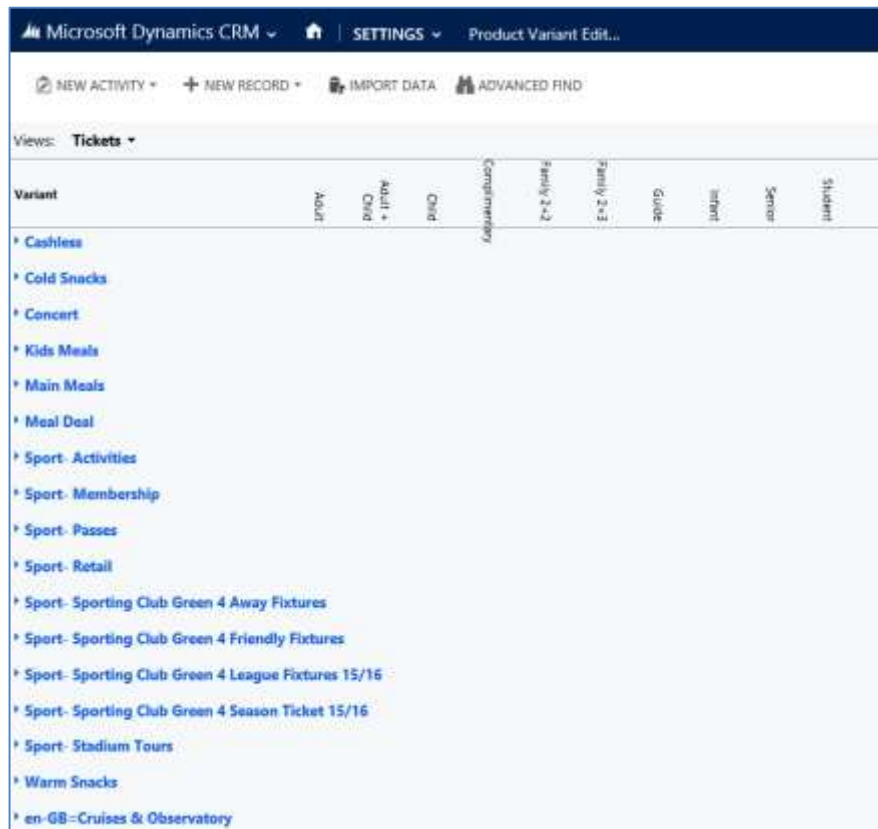 Microsoft Dynamics CRM SETTINGS Product Variant Edit...
NEW ACTIVITY NEW RECORD IMPORT DATA ADVANCED FIND
Views: Tickets
Variant
Adult
Adult +
Child
Child
Complimentary
Family 2+2
Family 2+3
Guide
Infant
Senior
Student
Cashless
Cold Snacks
Concert
Kids Meals
Main Meals
Meal Deal
Sport- Activities
Sport- Membership
Sport- Passes
Sport- Retail
Sport- Sporting Club Green 4 Away Fixtures
Sport- Sporting Club Green 4 Friendly Fixtures
Sport- Sporting Club Green 4 League Fixtures 15/16
Sport- Sporting Club Green 4 Season Ticket 15/16
Sport- Stadium Tours
Warm Snacks
en-GB=Cruises & Observatory